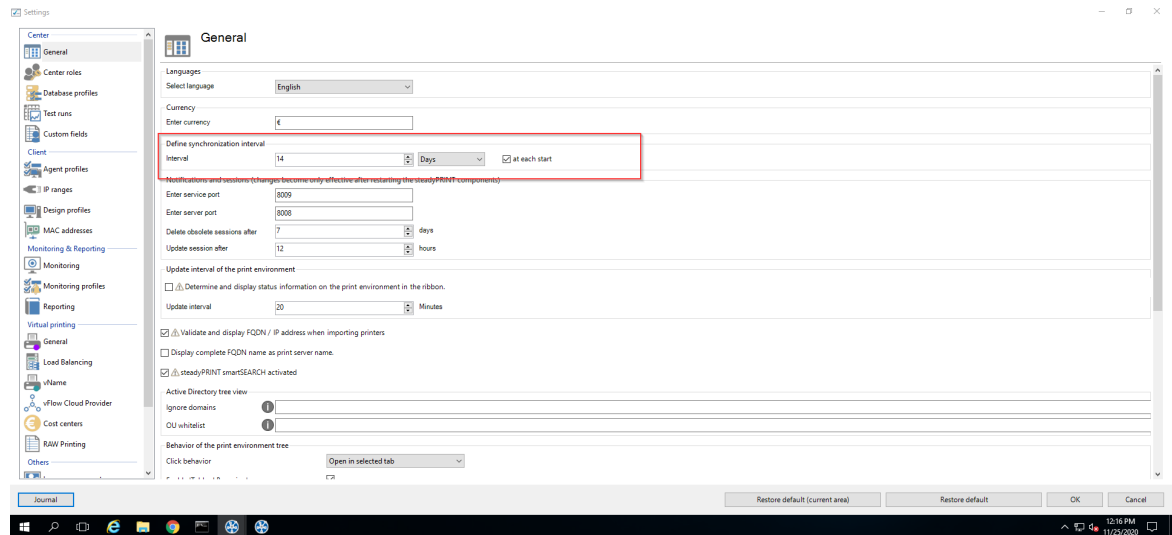 Settings
Center
General
Center roles
Database profiles
Test runs
Custom fields
Client
Agent profiles
IP ranges
Design profiles
MAC addresses
Monitoring & Reporting
Monitoring
Monitoring profiles
Reporting
Virtual printing
General
Load Balancing
vName
vFlow Cloud Provider
Cost centers
RAW Printing
Others
General
Languages
Select language English
Currency
Enter currency €
Define synchronization interval
Interval 14 Days at each start
Notifications and sessions (changes become only effective after restarting the steadyPRINT components)
Enter service port 8009
Enter server port 8008
Delete obsolete sessions after 7 days
Update session after 12 hours
Update interval of the print environment
Determine and display status information on the print environment in the ribbon.
Update interval 20 Minutes
Validate and display FQDN / IP address when importing printers
Display complete FQDN name as print server name.
steadyPRINT smartSEARCH activated
Active Directory tree view
Ignore domains
OU whitelist
Behavior of the print environment tree
Click behavior Open in selected tab
Journal Restore default (current area) Restore default OK Cancel
12:16 PM
11/25/2020